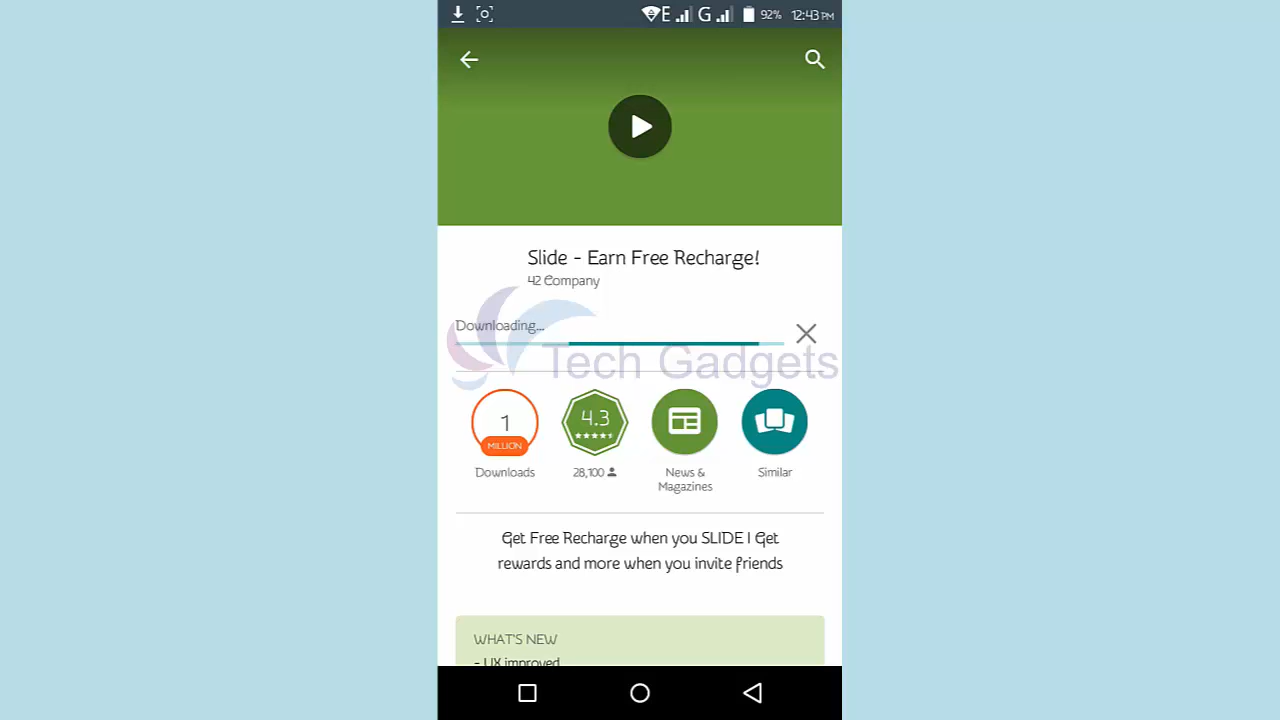 E G 92% 12:43 PM
Slide - Earn Free Recharge!
42 Company
Downloading...
Tech Gadgets
1
MILLION
Downloads
4.3
28,100
News &
Magazines
Similar
Get Free Recharge when you SLIDE | Get
rewards and more when you invite friends
WHAT'S NEW
- UX improved